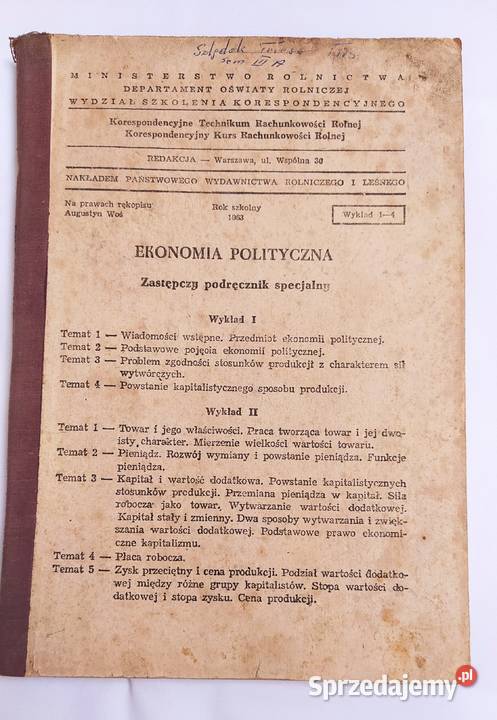 Teresa
sem III A
MINISTERSTWO ROLNICTWA
DEPARTAMENT OŚWIATY ROLNICZEJ
WYDZIAŁ SZKOLENIA KORESPONDENCYJNEGO
Korespondencyjne Technikum Rachunkowości Rolnej
Korespondencyjny Kurs Rachunkowości Rolnej
REDAKCJA — Warszawa, ul. Wspólna 30
NAKŁADEM PAŃSTWOWEGO WYDAWNICTWA ROLNICZEGO I LEŚNEGO
Na prawach rękopisu
Augustyn Woś
Rok szkolny
1963
Wykład 1—4
EKONOMIA POLITYCZNA
Zastępczy podręcznik specjalny
Wykład I
Temat 1 — Wiadomości wstępne. Przedmiot ekonomii politycznej.
Temat 2 — Podstawowe pojęcia ekonomii politycznej.
Temat 3 — Problem zgodności stosunków produkcji z charakterem sił
wytwórczych.
Temat 4 — Powstanie kapitalistycznego sposobu produkcji.
Wykład II
Temat 1 — Towar i jego właściwości. Praca tworząca towar i jej dwo-
isty charakter. Mierzenie wielkości wartości towaru.
Temat 2 — Pieniądz. Rozwój wymiany i powstanie pieniądza. Funkcje
pieniądza.
Temat 3 — Kapitał i wartość dodatkowa. Powstanie kapitalistycznych
stosunków produkcji. Przemiana pieniądza w kapitał. Siła
robocza jako towar. Wytwarzanie wartości dodatkowej.
Kapitał stały i zmienny. Dwa sposoby wytwarzania i zwięk-
szania wartości dodatkowej. Podstawowe prawo ekonomi-
czne kapitalizmu.
Temat 4 — Płaca robocza.
Temat 5 — Zysk przeciętny i cena produkcji. Podział wartości dodatko-
wej między różne grupy kapitalistów. Stopa wartości do-
datkowej i stopa zysku. Cena produkcji.
Sprzedajemy.pl